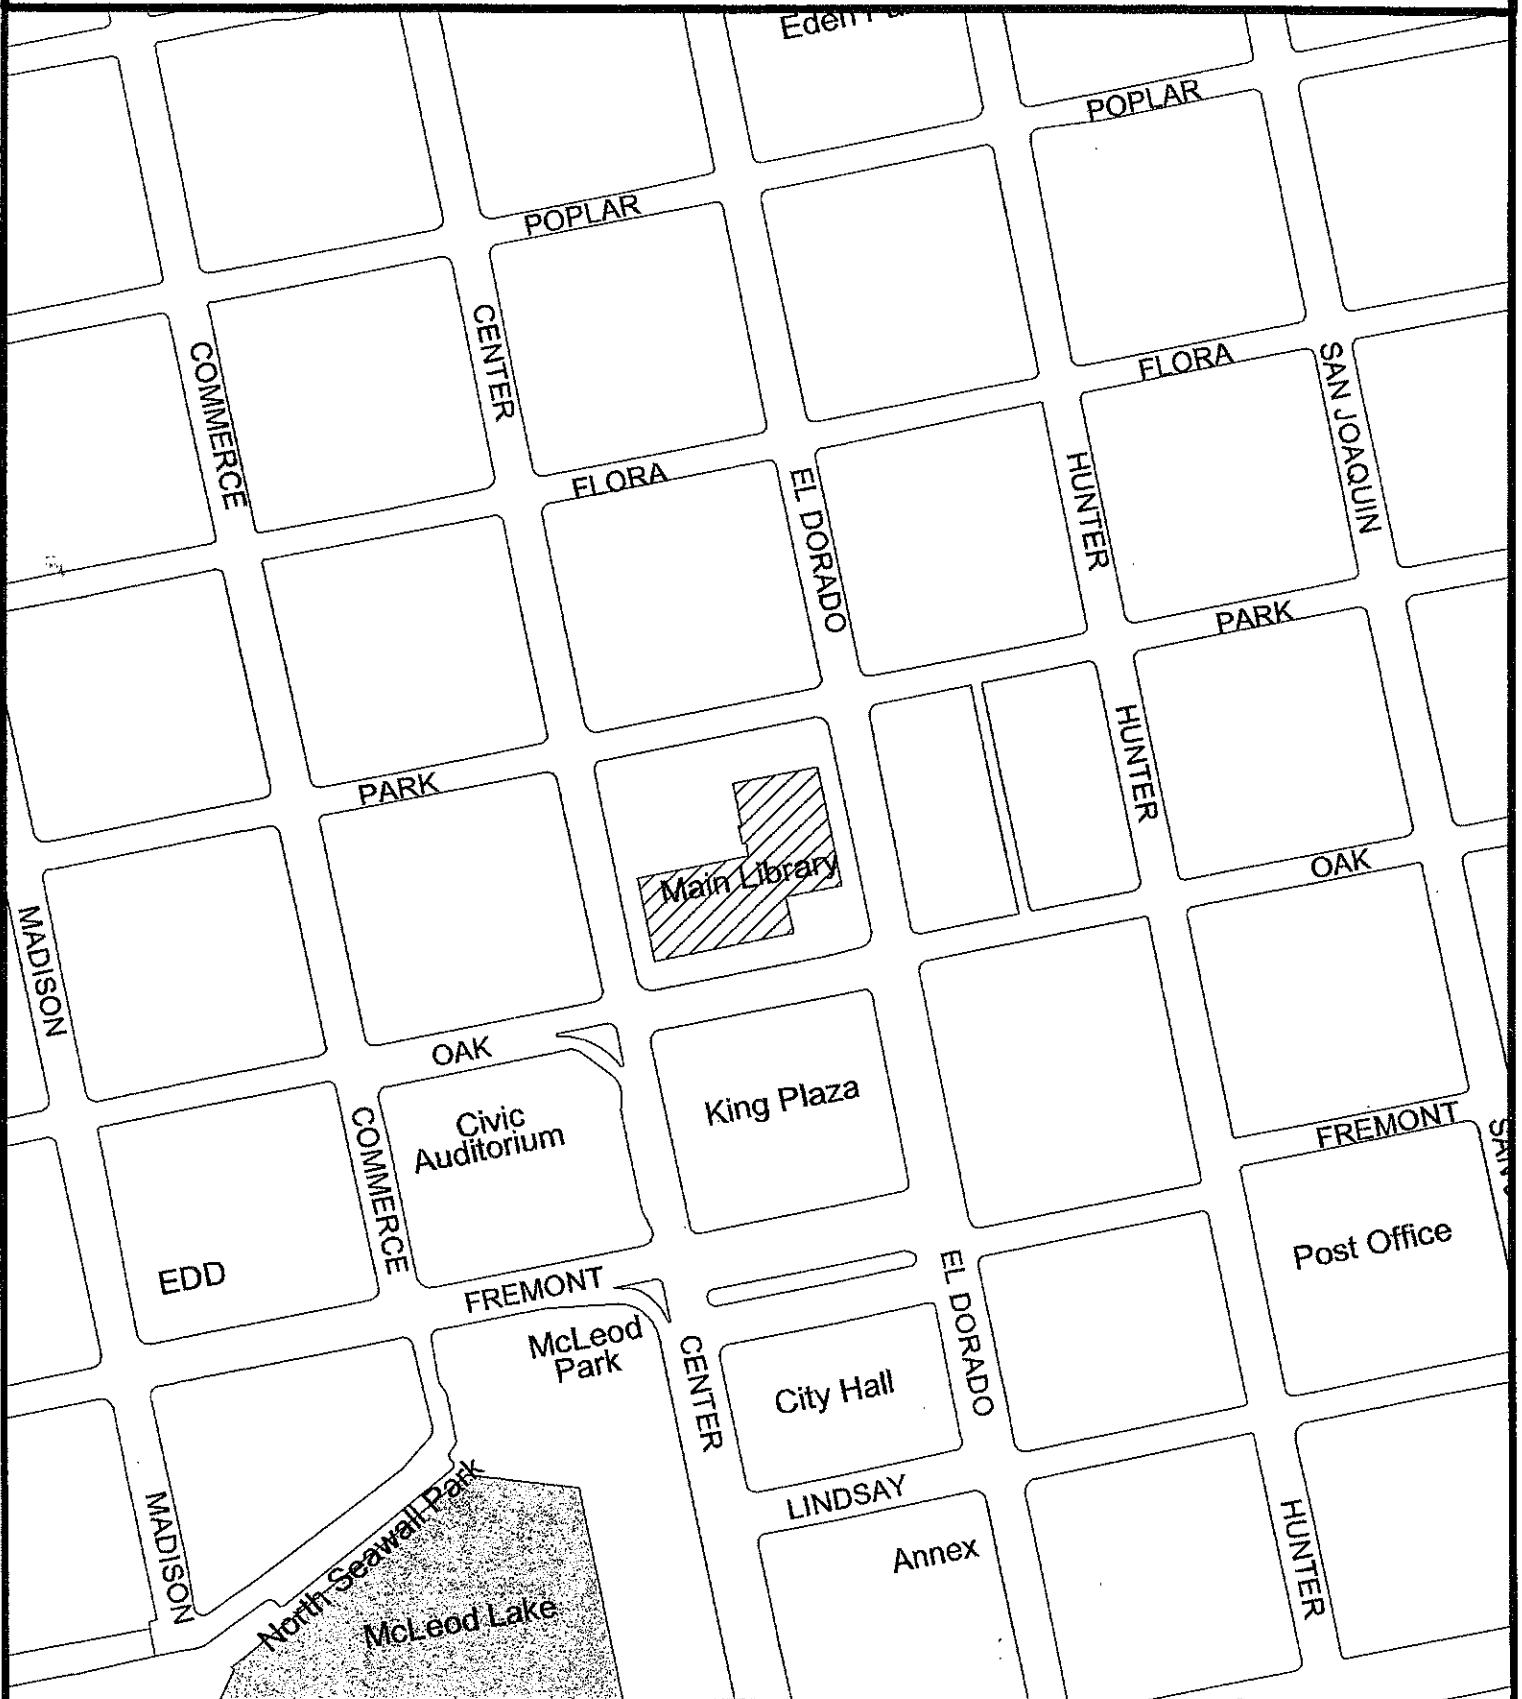 Eden
POPLAR
POPLAR
CENTER
COMMERCE
FLORA
SAN JOAQUIN
FLORA
EL DORADO
HUNTER
PARK
HUNTER
PARK
Main Library
OAK
MADISON
OAK
King Plaza
Civic
Auditorium
COMMERCE
FREMONT
Post Office
EDD
FREMONT
EL DORADO
McLeod
Park
CENTER
City Hall
LINDSAY
MADISON
North Seawall Park
Annex
HUNTER
McLeod Lake